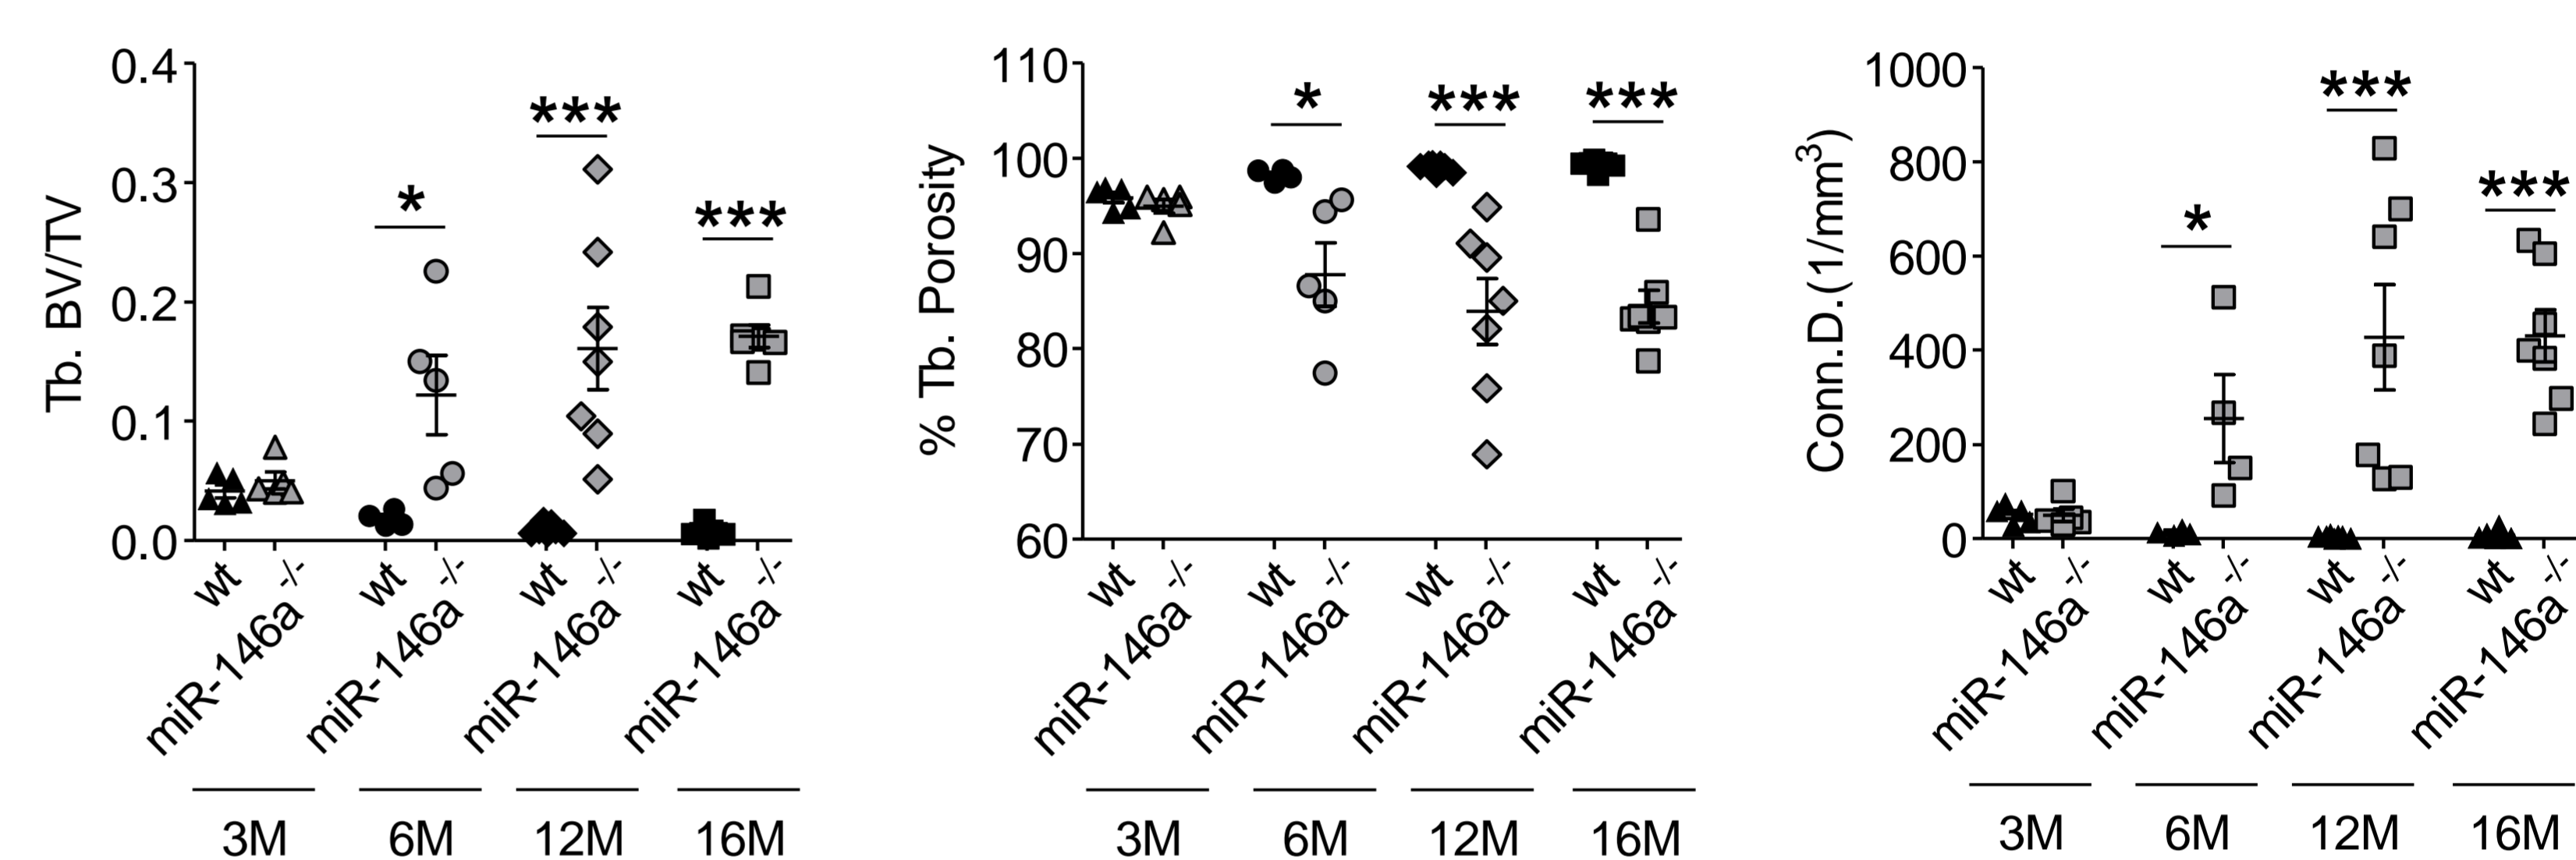 Tb. BV/TV
0.4
0.3
0.2
0.1
0.0
*
***
***
wt
miR-146a -/-
wt
miR-146a -/-
wt
miR-146a -/-
wt
miR-146a -/-
3M
6M
12M
16M
% Tb. Porosity
110
100
90
80
70
60
*
***
***
wt
miR-146a -/-
wt
miR-146a -/-
wt
miR-146a -/-
wt
miR-146a -/-
3M
6M
12M
16M
Conn.D.(1/mm³)
1000
800
600
400
200
0
*
***
***
wt
miR-146a -/-
wt
miR-146a -/-
wt
miR-146a -/-
wt
miR-146a -/-
3M
6M
12M
16M